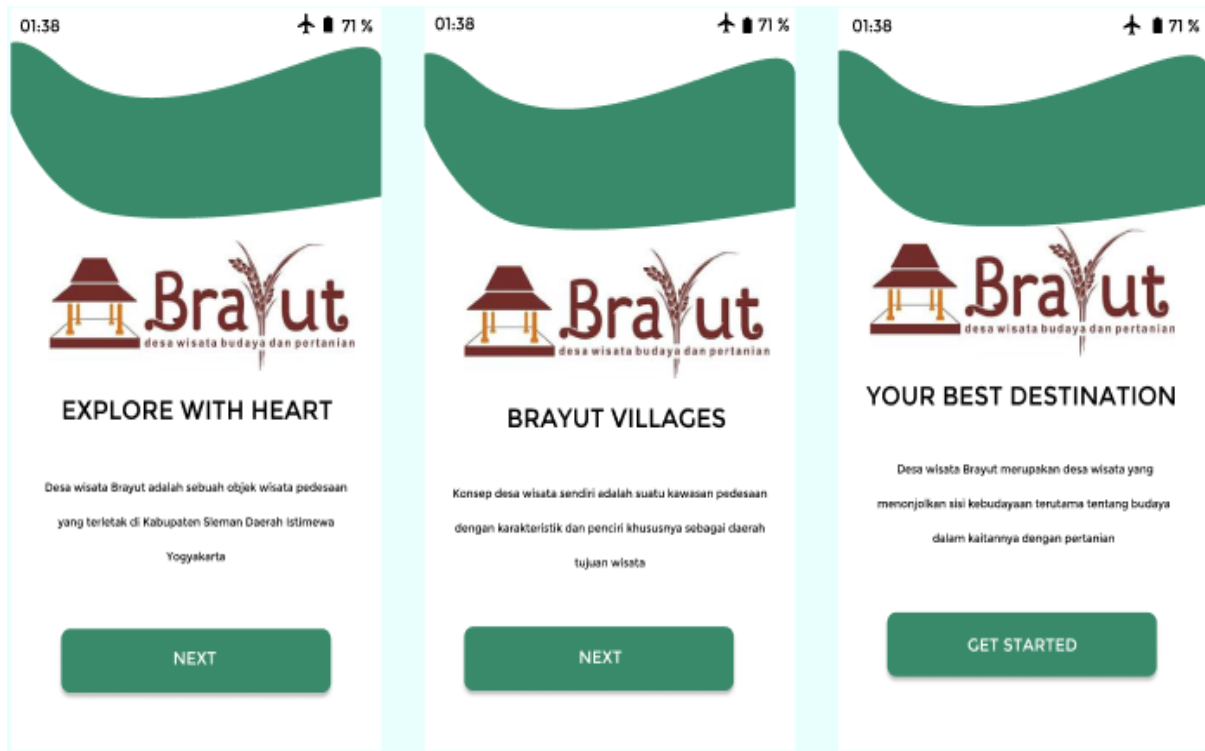 01:38
71 %
Brayut
desa wisata budaya dan pertanian
EXPLORE WITH HEART
Desa wisata Brayut adalah sebuah objek wisata pedesaan
yang terletak di Kabupaten Sleman Daerah Istimewa
Yogyakarta
NEXT
01:38
71 %
Brayut
desa wisata budaya dan pertanian
BRAYUT VILLAGES
Konsep desa wisata sendiri adalah suatu kawasan pedesaan
dengan karakteristik dan penciri khususnya sebagai daerah
tujuan wisata
NEXT
01:38
71 %
Brayut
desa wisata budaya dan pertanian
YOUR BEST DESTINATION
Desa wisata Brayut merupakan desa wisata yang
menonjolkan sisi kebudayaan terutama tentang budaya
dalam kaitannya dengan pertanian
GET STARTED